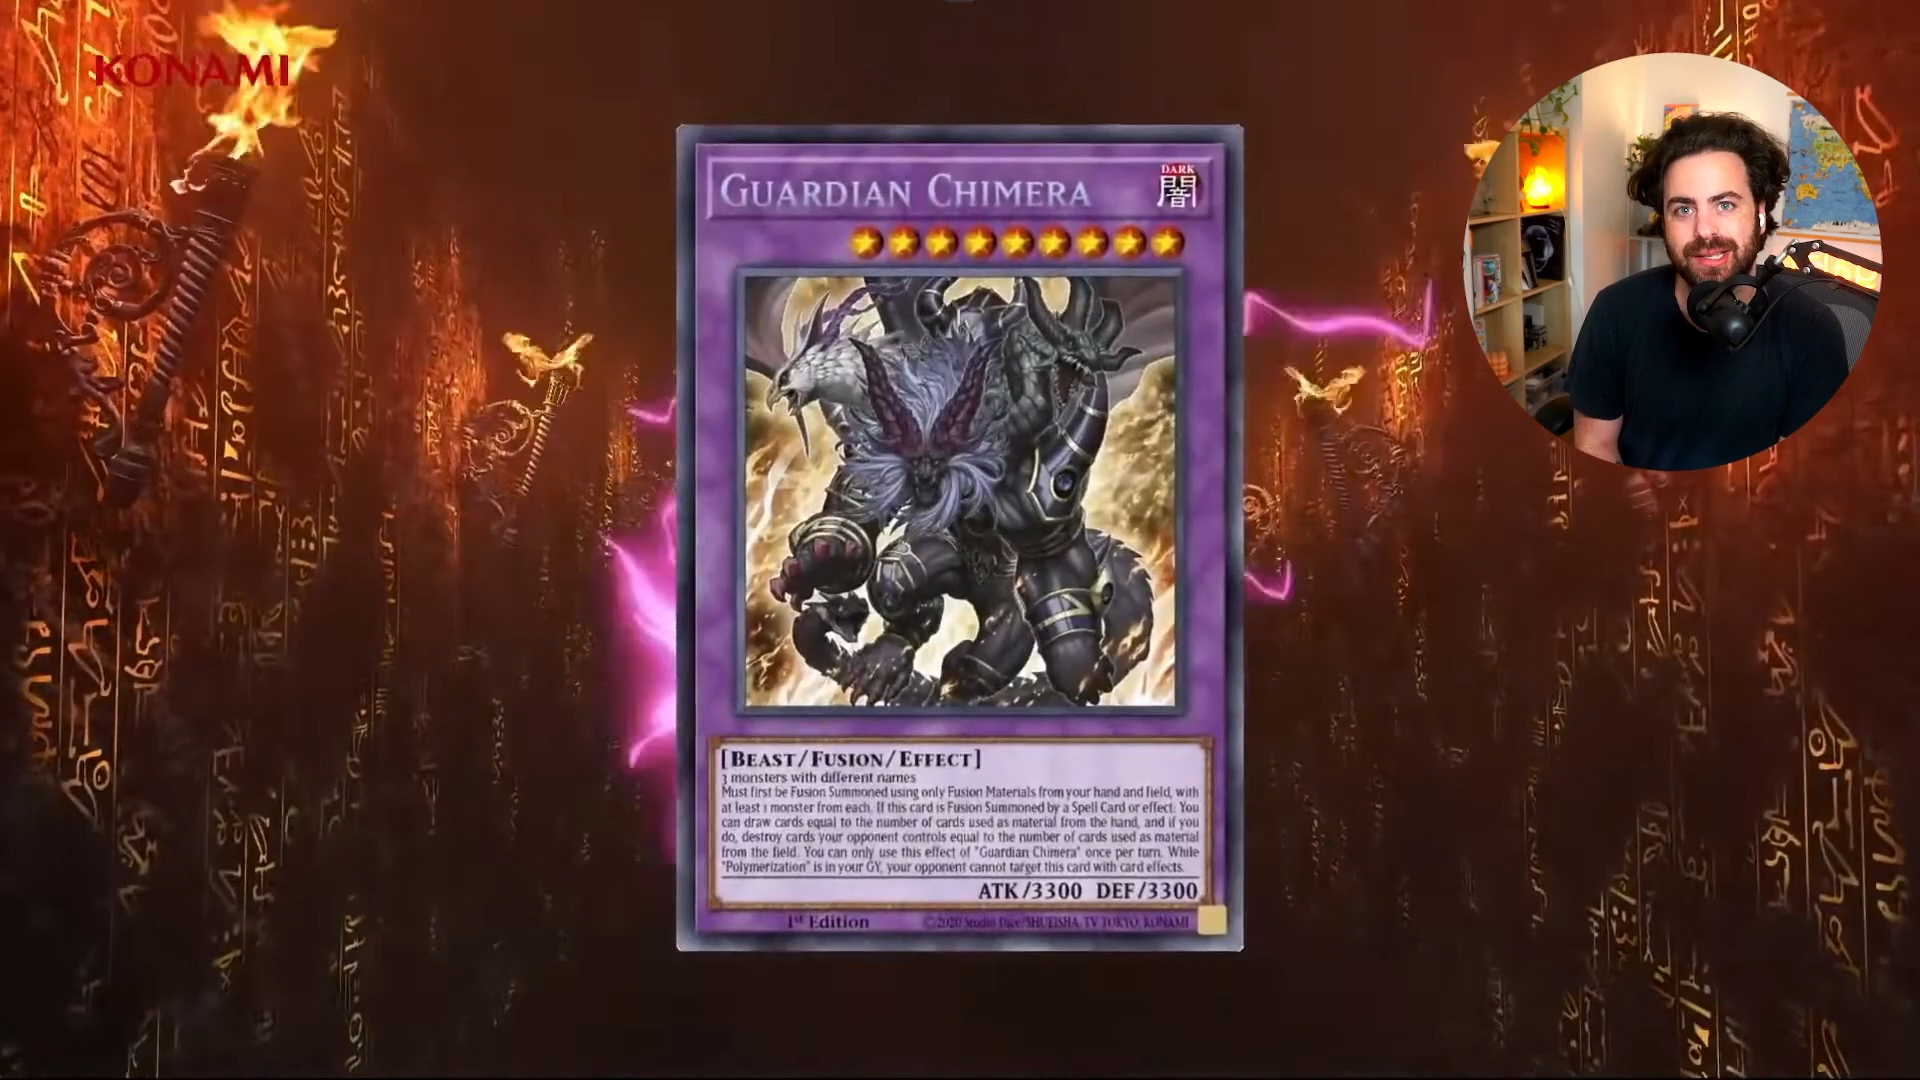 KONAMI
GUARDIAN CHIMERA
DARK
闇
[BEAST/FUSION/EFFECT]
3 monsters with different names
Must first be Fusion Summoned using only Fusion Materials from your hand and field, with
at least 1 monster from each. If this card is Fusion Summoned by a Spell Card or effect: You
can draw cards equal to the number of cards used as material from the hand, and if you
do, destroy cards your opponent controls equal to the number of cards used as material
from the field. You can only use this effect of "Guardian Chimera" once per turn. While
"Polymerization" is in your GY, your opponent cannot target this card with card effects.
ATK/3300 DEF/3300
1st Edition
©2020 Studio Dice/SHUEISHA, TV TOKYO, KONAMI